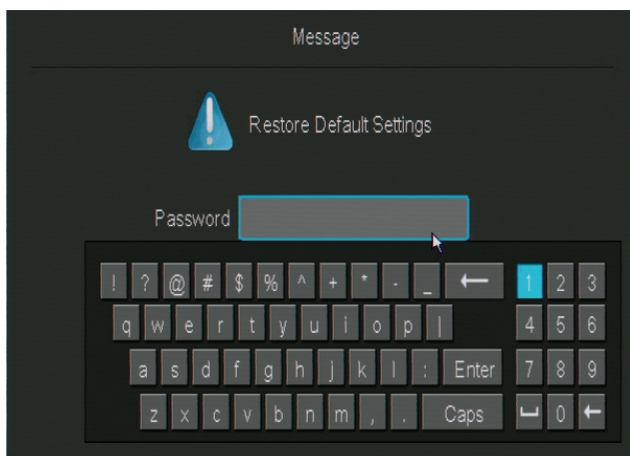 Message
Restore Default Settings
Password
! ? @ # $ % ^ + * - _ ← 1 2 3
q w e r t y u i o p | 4 5 6
a s d f g h j k l : Enter 7 8 9
z x c v b n m , . Caps ⎵ 0 ←